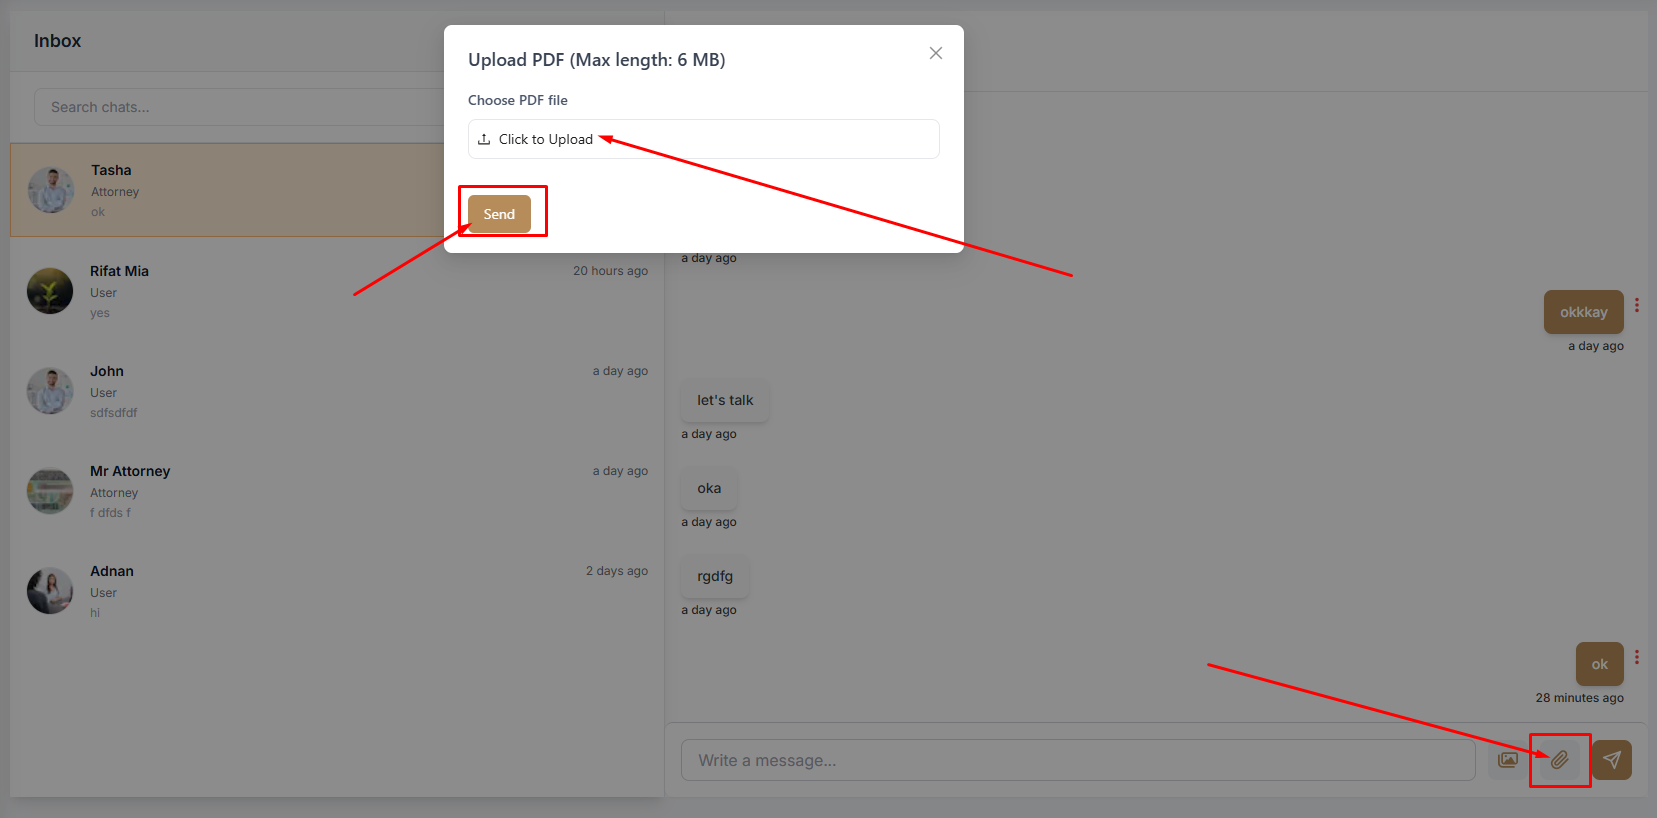 Inbox
Search chats...
Tasha
Attorney
ok
Rifat Mia
20 hours ago
User
yes
John
a day ago
User
sdfsdfdf
Mr Attorney
a day ago
Attorney
f dfds f
Adnan
2 days ago
User
hi
Upload PDF (Max length: 6 MB)
Choose PDF file
Click to Upload
Send
a day ago
okkkay
a day ago
let's talk
a day ago
oka
a day ago
rgdfg
a day ago
ok
28 minutes ago
Write a message...